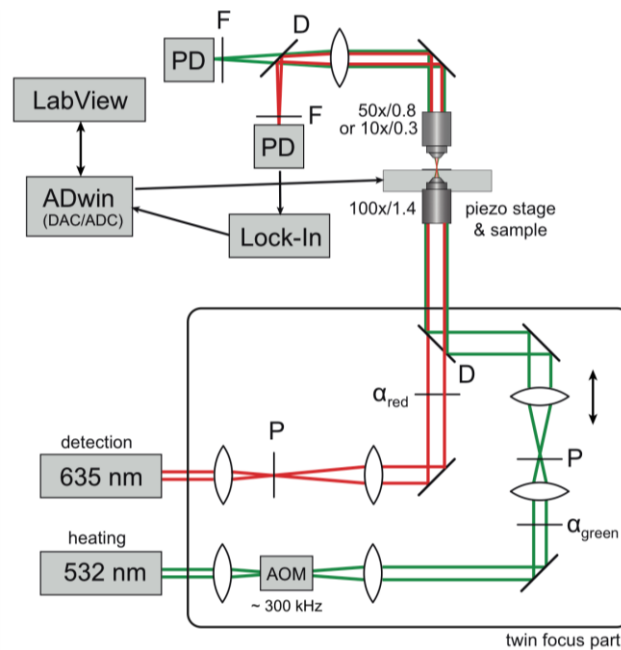 F
D
PD
LabView
F
PD
50x/0.8
or 10x/0.3
ADwin
(DAC/ADC)
Lock-In
100x/1.4
piezo stage
& sample
D
αred
P
P
detection
635 nm
αgreen
heating
532 nm
AOM
~ 300 kHz
twin focus part